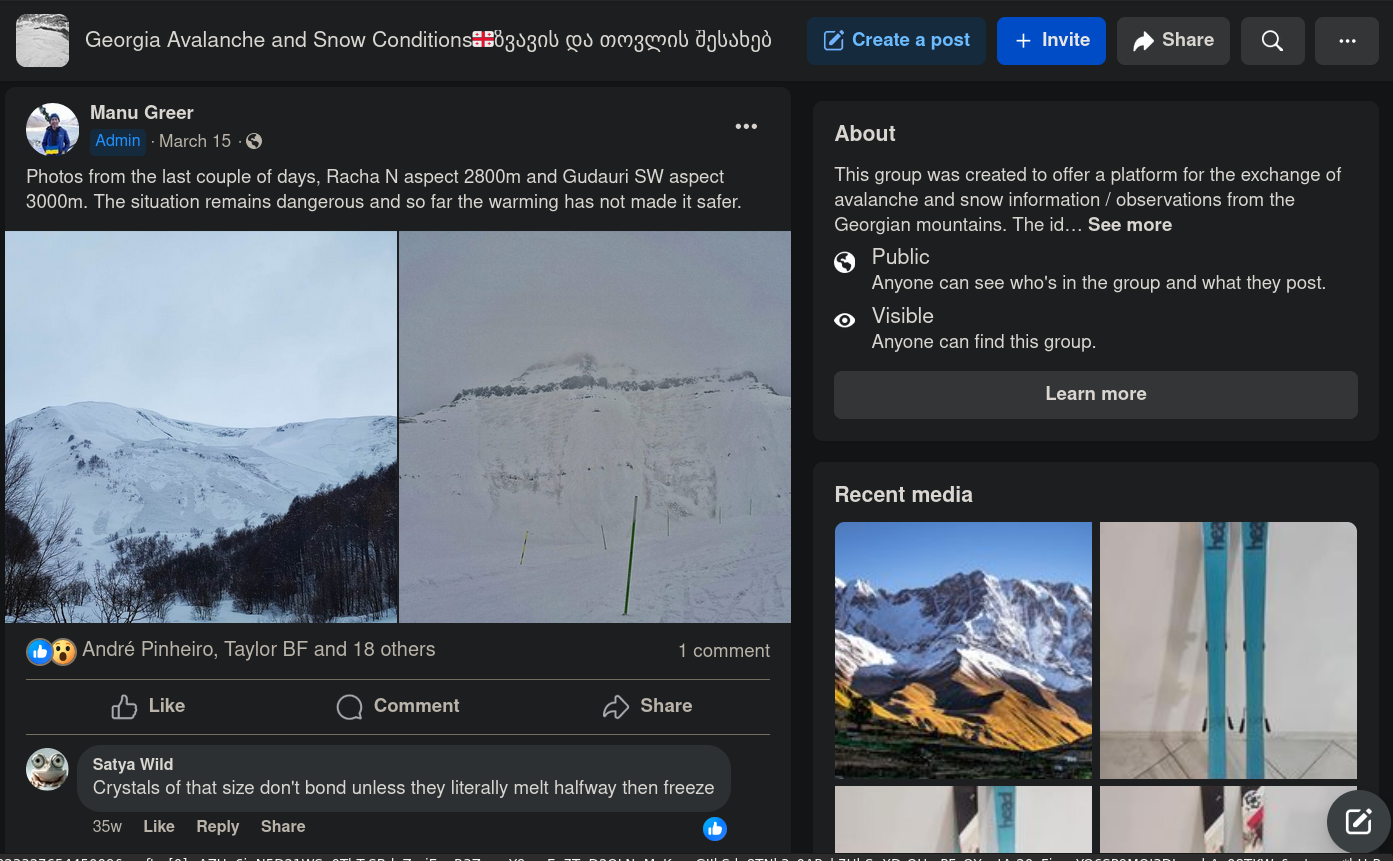 Georgia Avalanche and Snow Conditions🇬🇪ზვავის და თოვლის შესახებ
Create a post
Invite
Share
Manu Greer
Admin · March 15 ·
Photos from the last couple of days, Racha N aspect 2800m and Gudauri SW aspect
3000m. The situation remains dangerous and so far the warming has not made it safer.
André Pinheiro, Taylor BF and 18 others
1 comment
Like
Comment
Share
Satya Wild
Crystals of that size don't bond unless they literally melt halfway then freeze
35w Like Reply Share
About
This group was created to offer a platform for the exchange of
avalanche and snow information / observations from the
Georgian mountains. The id… See more
Public
Anyone can see who's in the group and what they post.
Visible
Anyone can find this group.
Learn more
Recent media
head
head
head